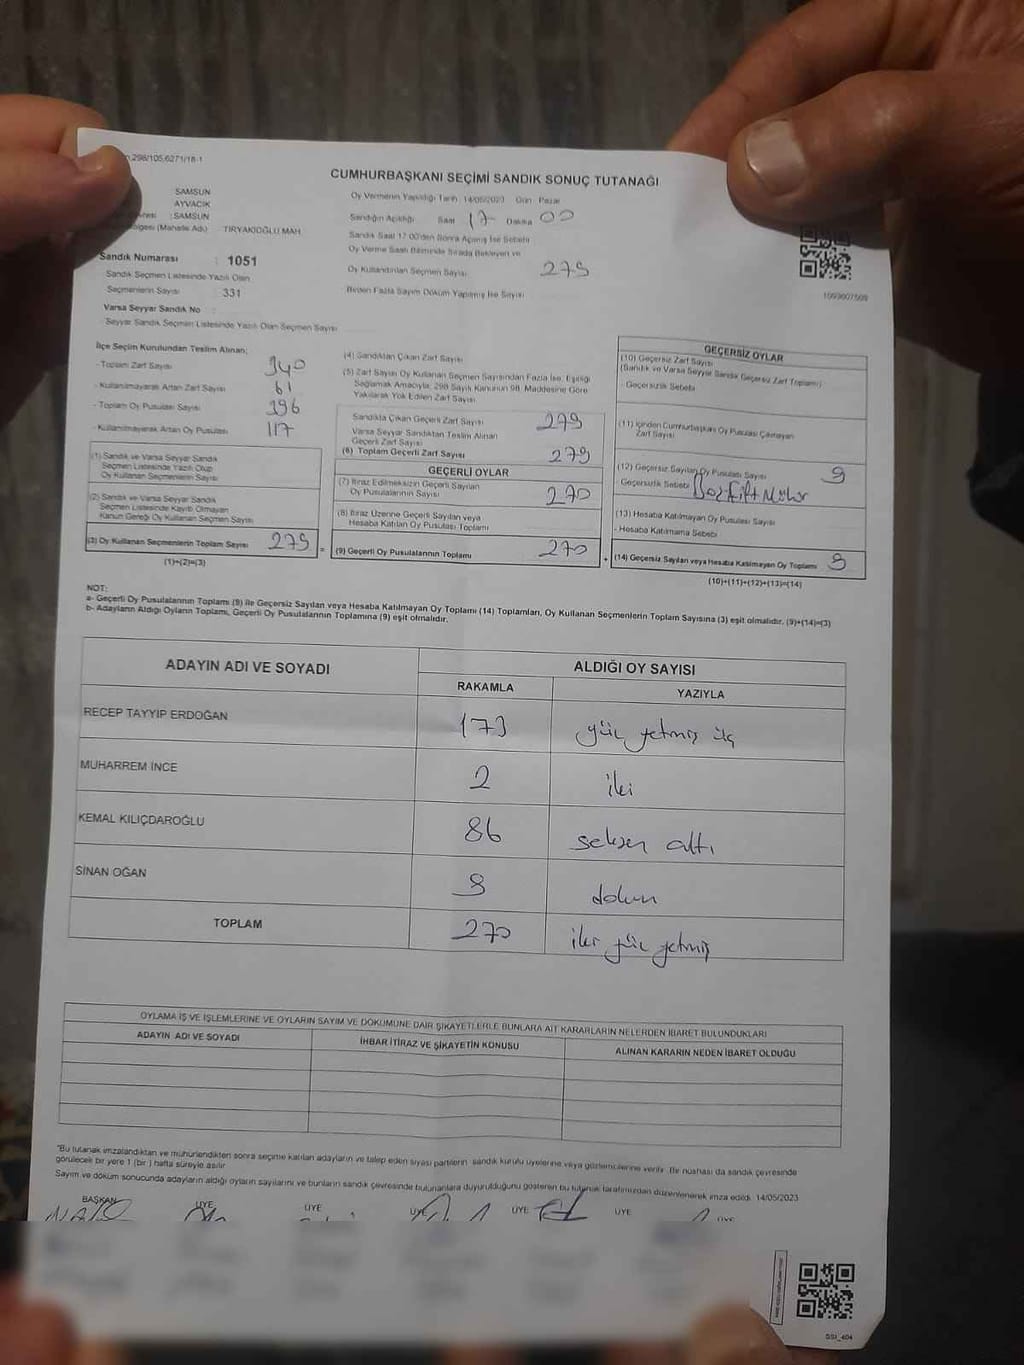 n.298/105,6271/18-1
CUMHURBAŞKANI SEÇİMİ SANDIK SONUÇ TUTANAĞI
SAMSUN
AYVACIK
SAMSUN
(Mahalle Adı) TİRYAKİOĞLU MAH
Sandık Numarası : 1051
Sandık Seçmen Listesinde Yazılı Olan
Seçmenlerin Sayısı 331
Varsa Seyyar Sandık No
Seyyar Sandık Seçmen Listesinde Yazılı Olan Seçmen Sayısı
Oy Vermenin Yapıldığı Tarih 14/05/2023 Gün Pazar
Sandığın Açıldığı Saat 17 Dakika 00
Sandık Saat 17:00'den Sonra Açılmış İse Sebebi
Oy Verme Saati Bitiminde Sırada Bekleyen ve
Oy Kullandırılan Seçmen Sayısı 279
Birden Fazla Sayım Döküm Yapılmış İse Sayısı
1009007509
İlçe Seçim Kurulundan Teslim Alınan;
- Toplam Zarf Sayısı 340
- Kullanılmayarak Artan Zarf Sayısı 61
- Toplam Oy Pusulası Sayısı 396
- Kullanılmayarak Artan Oy Pusulası 117
(1) Sandık ve Varsa Seyyar Sandık
Seçmen Listesinde Yazılı Olup
Oy Kullanan Seçmenlerin Sayısı
(2) Sandık ve Varsa Seyyar Sandık
Seçmen Listesinde Kayıtlı Olmayan
Kanun Gereği Oy Kullanan Seçmen Sayısı
(3) Oy Kullanan Seçmenlerin Toplam Sayısı 279 =
(1)+(2)=(3)
(4) Sandıktan Çıkan Zarf Sayısı
(5) Zarf Sayısı Oy Kullanan Seçmen Sayısından Fazla İse, Eşitliği
Sağlamak Amacıyla; 298 Sayılı Kanunun 98. Maddesine Göre
Yakılarak Yok Edilen Zarf Sayısı
Sandıkta Çıkan Geçerli Zarf Sayısı 279
Varsa Seyyar Sandıktan Teslim Alınan
Geçerli Zarf Sayısı
(6) Toplam Geçerli Zarf Sayısı 279
GEÇERLİ OYLAR
(7) İtiraz Edilmeksizin Geçerli Sayılan
Oy Pusulalarının Sayısı 270
(8) İtiraz Üzerine Geçerli Sayılan veya
Hesaba Katılan Oy Pusulası Toplamı
(9) Geçerli Oy Pusulalarının Toplamı 270 +
GEÇERSİZ OYLAR
(10) Geçersiz Zarf Sayısı
(Sandık ve Varsa Seyyar Sandık Geçersiz Zarf Toplamı)
- Geçersizlik Sebebi
(11) İçinden Cumhurbaşkanı Oy Pusulası Çıkmayan
Zarf Sayısı
(12) Geçersiz Sayılan Oy Pusulası Sayısı 9
- Geçersizlik Sebebi
(13) Hesaba Katılmayan Oy Pusulası Sayısı
- Hesaba Katılmama Sebebi
(14) Geçersiz Sayılan veya Hesaba Katılmayan Oy Toplamı 9
(10)+(11)+(12)+(13)=(14)
NOT:
a- Geçerli Oy Pusulalarının Toplamı (9) ile Geçersiz Sayılan veya Hesaba Katılmayan Oy Toplamı (14) Toplamları, Oy Kullanan Seçmenlerin Toplam Sayısına (3) eşit olmalıdır. (9)+(14)=(3)
b- Adayların Aldığı Oyların Toplamı, Geçerli Oy Pusulalarının Toplamına (9) eşit olmalıdır.
ADAYIN ADI VE SOYADI ALDIĞI OY SAYISI
RAKAMLA YAZIYLA
RECEP TAYYIP ERDOĞAN 173 yüz yetmiş üç
MUHARREM İNCE 2 iki
KEMAL KILIÇDAROĞLU 86 seksen altı
SİNAN OĞAN 9 dokuz
TOPLAM 270 iki yüz yetmiş
OYLAMA İŞ VE İŞLEMLERİNE VE OYLARIN SAYIM VE DÖKÜMÜNE DAİR ŞİKAYETLERLE BUNLARA AİT KARARLARIN NELERDEN İBARET BULUNDUKLARI
ADAYIN ADI VE SOYADI İHBAR İTİRAZ VE ŞİKAYETİN KONUSU ALINAN KARARIN NEDEN İBARET OLDUĞU
"Bu tutanak imzalandıktan ve mühürlendikten sonra seçime katılan adayların ve talep eden siyasi partilerin sandık kurulu üyelerine veya gözlemcilerine verilir. Bir nüshası da sandık çevresinde
görülecek bir yere 1 (bir) hafta süreyle asılır.
Sayım ve döküm sonucunda adayların aldığı oyların sayılarını ve bunların sandık çevresinde bulunanlara duyurulduğunu gösteren bu tutanak tarafımızdan düzenlenerek imza edildi. 14/05/2023
BAŞKAN ÜYE ÜYE ÜYE ÜYE ÜYE ÜYE
SSI_404